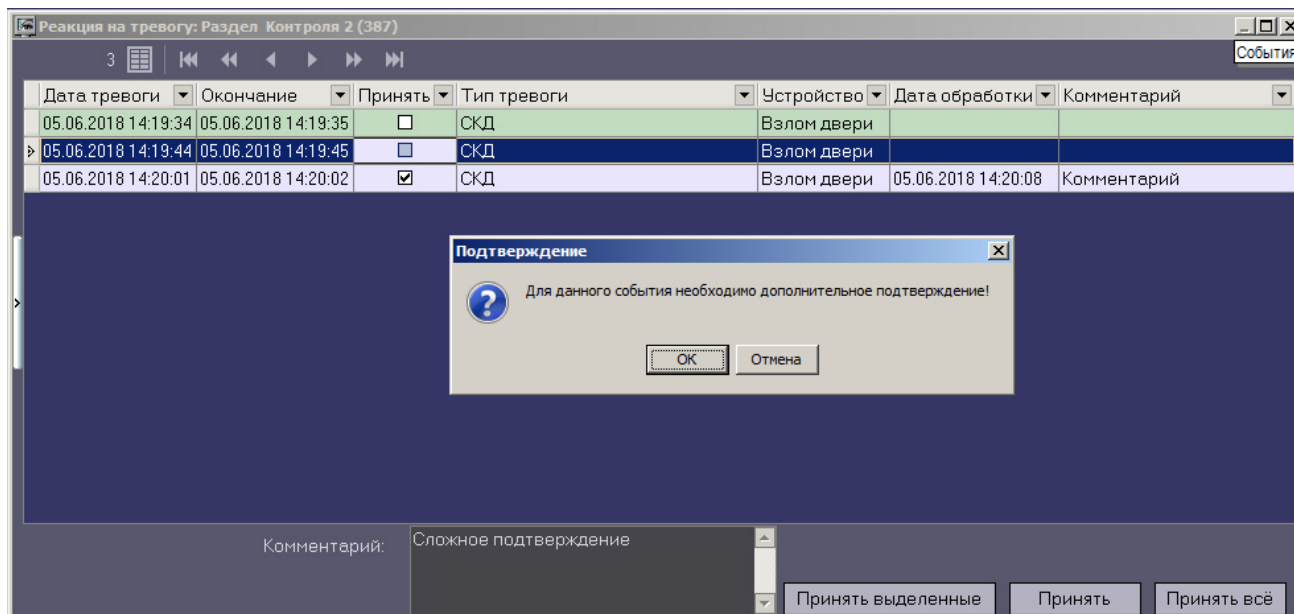 Реакция на тревогу: Раздел Контроля 2 (387)
3
События
Дата тревоги Окончание Принять Тип тревоги Устройство Дата обработки Комментарий
05.06.2018 14:19:34 05.06.2018 14:19:35 СКД Взлом двери
05.06.2018 14:19:44 05.06.2018 14:19:45 СКД Взлом двери
05.06.2018 14:20:01 05.06.2018 14:20:02 СКД Взлом двери 05.06.2018 14:20:08 Комментарий
Подтверждение
Для данного события необходимо дополнительное подтверждение!
ОК Отмена
Комментарий: Сложное подтверждение
Принять выделенные Принять Принять всё